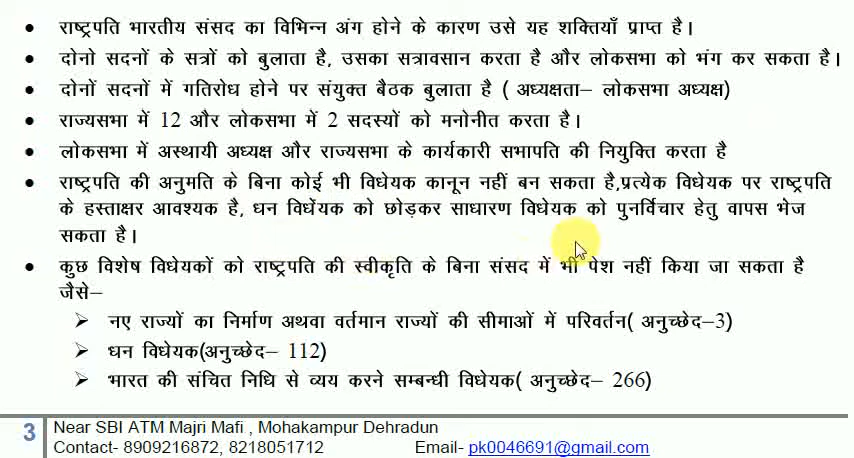 • राष्ट्रपति भारतीय संसद का विभिन्न अंग होने के कारण उसे यह शक्तियाँ प्राप्त है।
• दोनो सदनों के सत्रों को बुलाता है, उसका सत्रावसान करता है और लोकसभा को भंग कर सकता है।
• दोनों सदनों में गतिरोध होने पर संयुक्त बैठक बुलाता है ( अध्यक्षता– लोकसभा अध्यक्ष)
• राज्यसभा में 12 और लोकसभा में 2 सदस्यों को मनोनीत करता है।
• लोकसभा में अस्थायी अध्यक्ष और राज्यसभा के कार्यकारी सभापति की नियुक्ति करता है
• राष्ट्रपति की अनुमति के बिना कोई भी विधेयक कानून नहीं बन सकता है,प्रत्येक विधेयक पर राष्ट्रपति
के हस्ताक्षर आवश्यक है, धन विधेंयक को छोड़कर साधारण विधेयक को पुनर्विचार हेतु वापस भेज
सकता है।
• कुछ विशेष विधेयकों को राष्ट्रपति की स्वीकृति के बिना संसद में भी पेश नहीं किया जा सकता है
जैसे–
➢ नए राज्यों का निर्माण अथवा वर्तमान राज्यों की सीमाओं में परिवर्तन( अनुच्छेद–3)
➢ धन विधेयक(अनुच्छेद– 112)
➢ भारत की संचित निधि से व्यय करने सम्बन्धी विधेयक( अनुच्छेद– 266)
3 Near SBI ATM Majri Mafi , Mohakampur Dehradun
Contact- 8909216872, 8218051712 Email- pk0046691@gmail.com